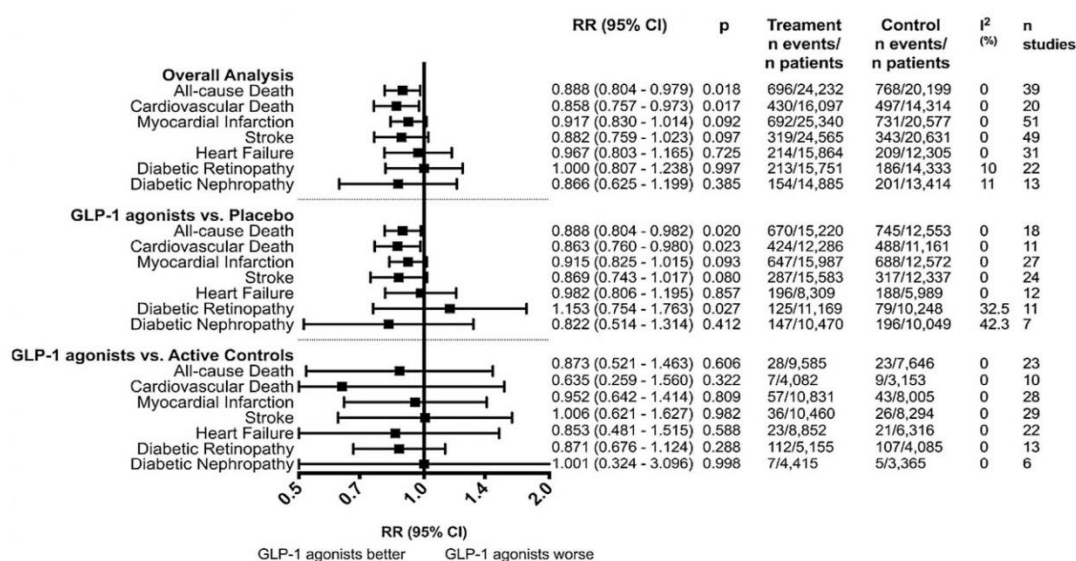 RR (95% CI) p Treament n events/ n patients Control n events/ n patients I² (%) n studies
Overall Analysis
All-cause Death 0.888 (0.804 - 0.979) 0.018 696/24,232 768/20,199 0 39
Cardiovascular Death 0.858 (0.757 - 0.973) 0.017 430/16,097 497/14,314 0 20
Myocardial Infarction 0.917 (0.830 - 1.014) 0.092 692/25,340 731/20,577 0 51
Stroke 0.882 (0.759 - 1.023) 0.097 319/24,565 343/20,631 0 49
Heart Failure 0.967 (0.803 - 1.165) 0.725 214/15,864 209/12,305 0 31
Diabetic Retinopathy 1.000 (0.807 - 1.238) 0.997 213/15,751 186/14,333 10 22
Diabetic Nephropathy 0.866 (0.625 - 1.199) 0.385 154/14,885 201/13,414 11 13
GLP-1 agonists vs. Placebo
All-cause Death 0.888 (0.804 - 0.982) 0.020 670/15,220 745/12,553 0 18
Cardiovascular Death 0.863 (0.760 - 0.980) 0.023 424/12,286 488/11,161 0 11
Myocardial Infarction 0.915 (0.825 - 1.015) 0.093 647/15,987 688/12,572 0 27
Stroke 0.869 (0.743 - 1.017) 0.080 287/15,583 317/12,337 0 24
Heart Failure 0.982 (0.806 - 1.195) 0.857 196/8,309 188/5,989 0 12
Diabetic Retinopathy 1.153 (0.754 - 1.763) 0.027 125/11,169 79/10,248 32.5 11
Diabetic Nephropathy 0.822 (0.514 - 1.314) 0.412 147/10,470 196/10,049 42.3 7
GLP-1 agonists vs. Active Controls
All-cause Death 0.873 (0.521 - 1.463) 0.606 28/9,585 23/7,646 0 23
Cardiovascular Death 0.635 (0.259 - 1.560) 0.322 7/4,082 9/3,153 0 10
Myocardial Infarction 0.952 (0.642 - 1.414) 0.809 57/10,831 43/8,005 0 28
Stroke 1.006 (0.621 - 1.627) 0.982 36/10,460 26/8,294 0 29
Heart Failure 0.853 (0.481 - 1.515) 0.588 23/8,852 21/6,316 0 22
Diabetic Retinopathy 0.871 (0.676 - 1.124) 0.288 112/5,155 107/4,085 0 13
Diabetic Nephropathy 1.001 (0.324 - 3.096) 0.998 7/4,415 5/3,365 0 6
0.5 0.7 1.0 1.4 2.0
RR (95% CI)
GLP-1 agonists better GLP-1 agonists worse